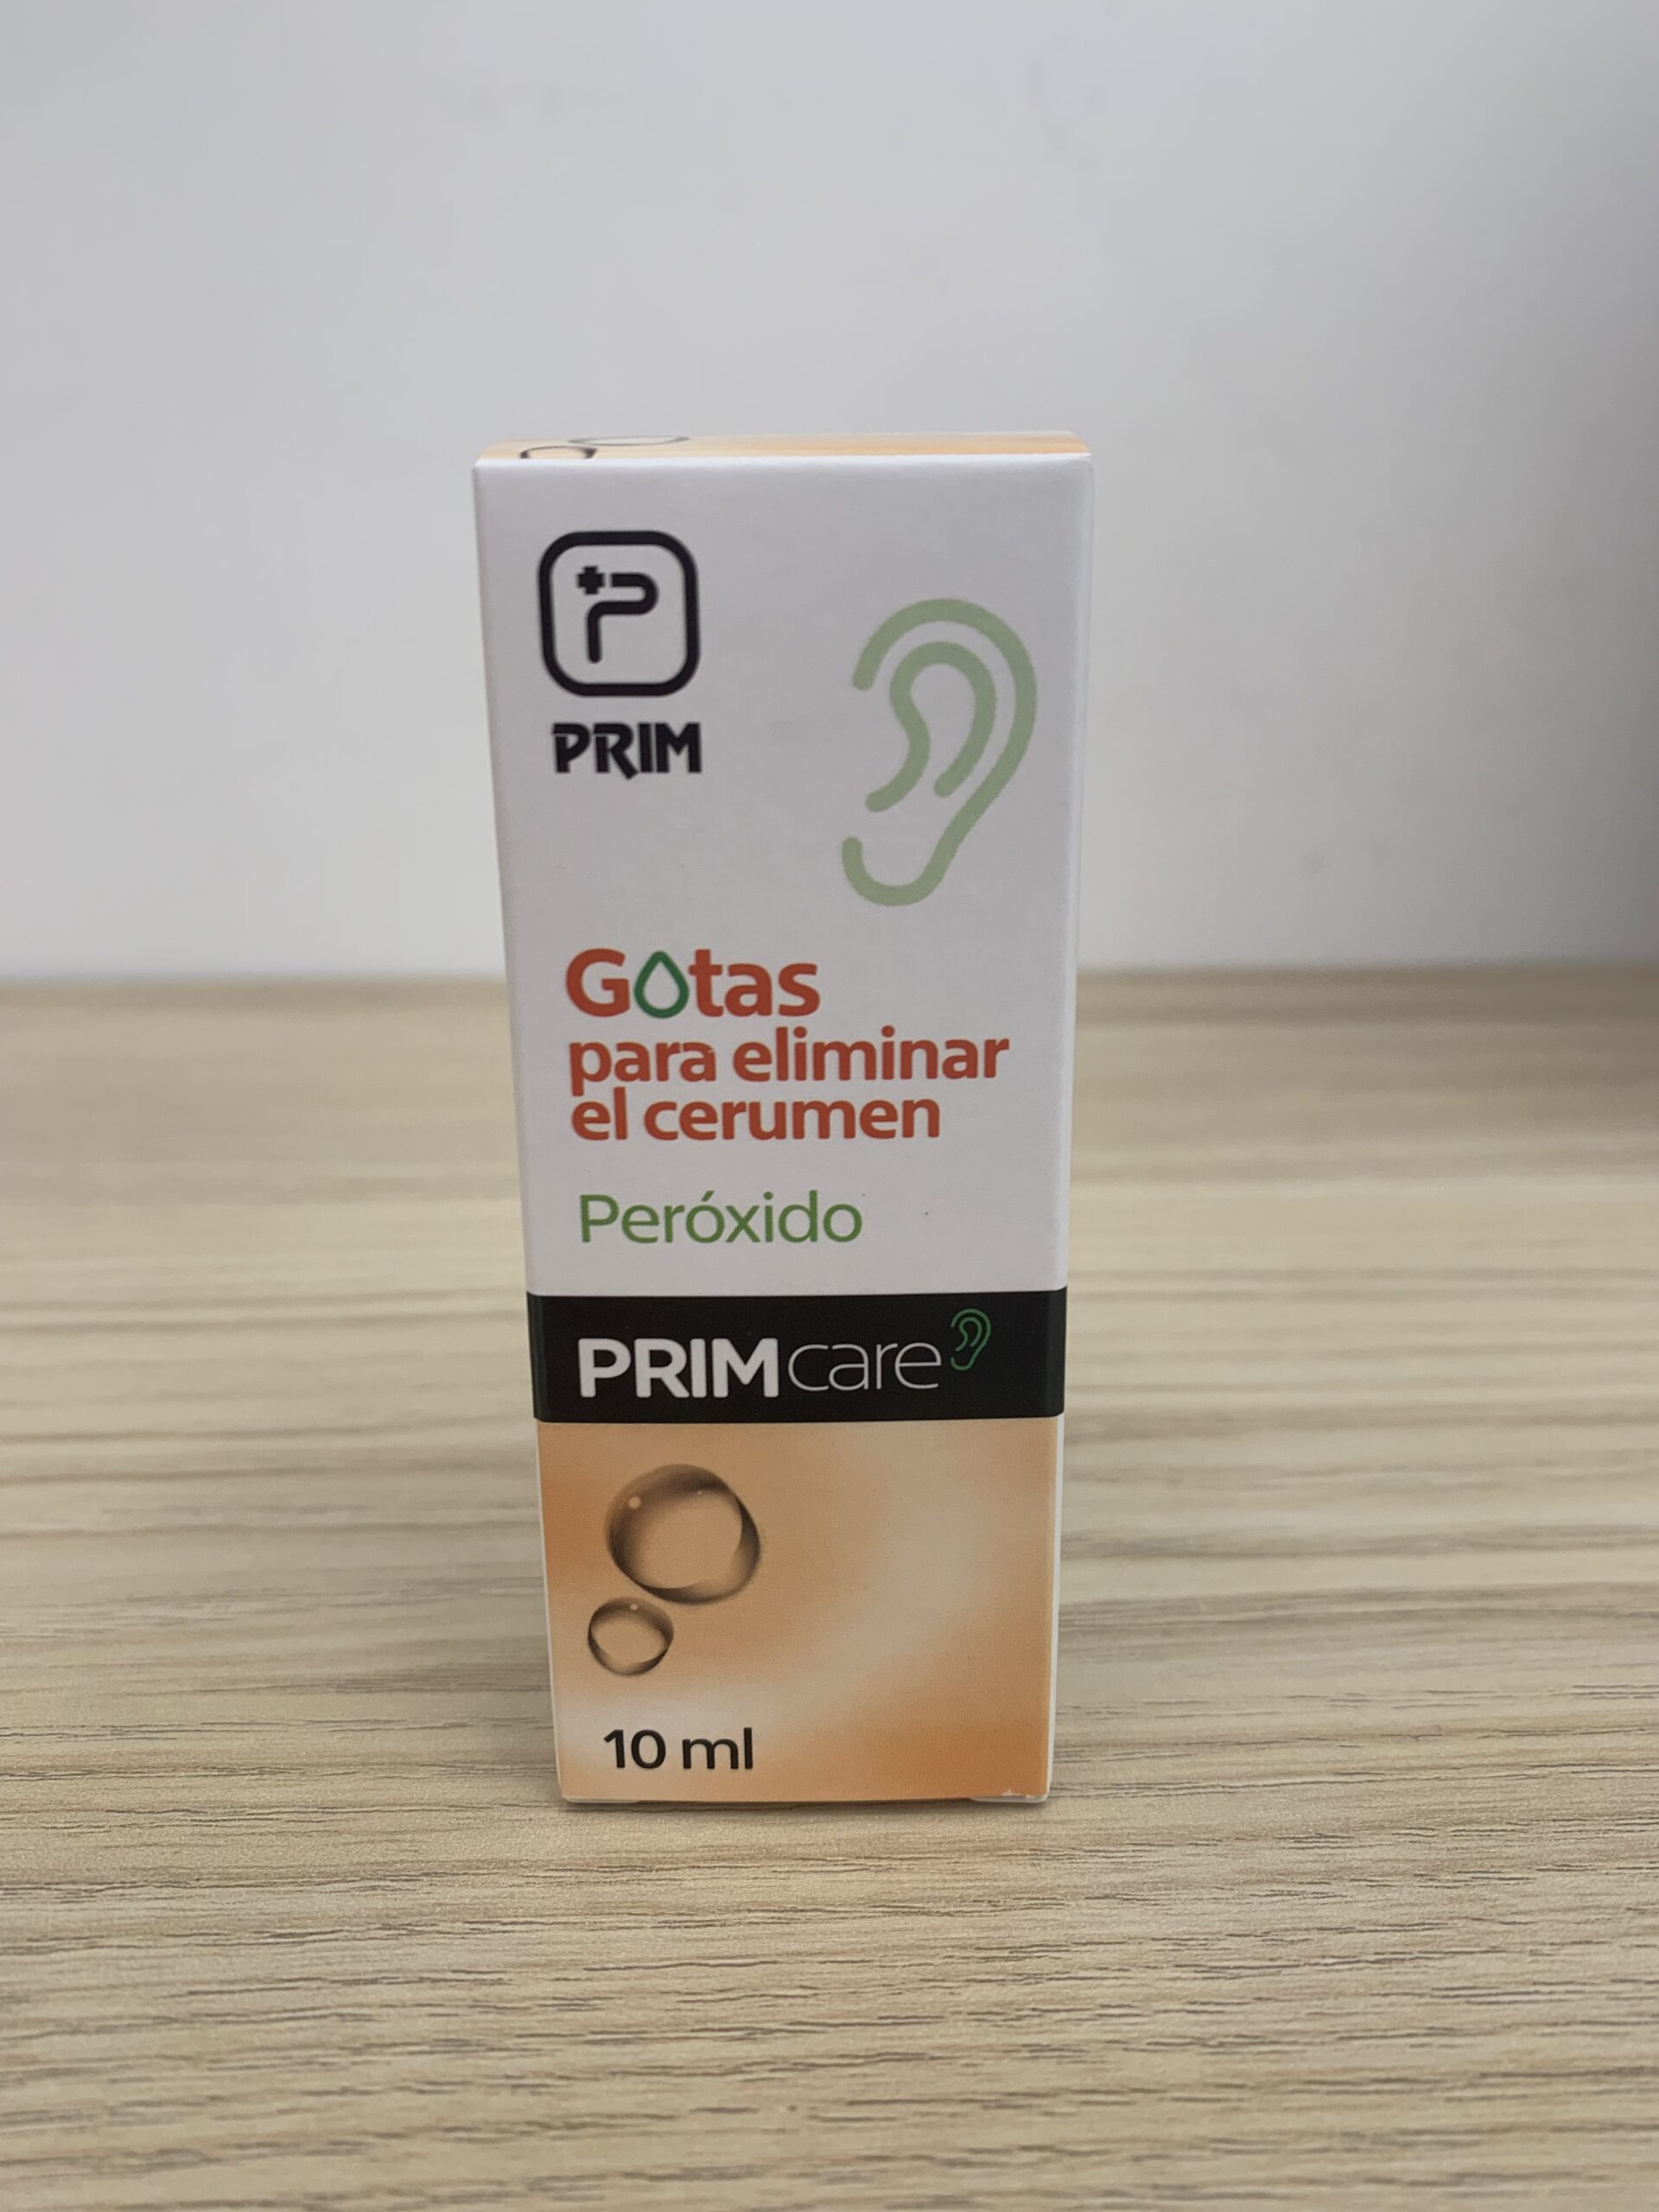 PRIM
Gotas
para eliminar
el cerumen
Peróxido
PRIMcare
10 ml